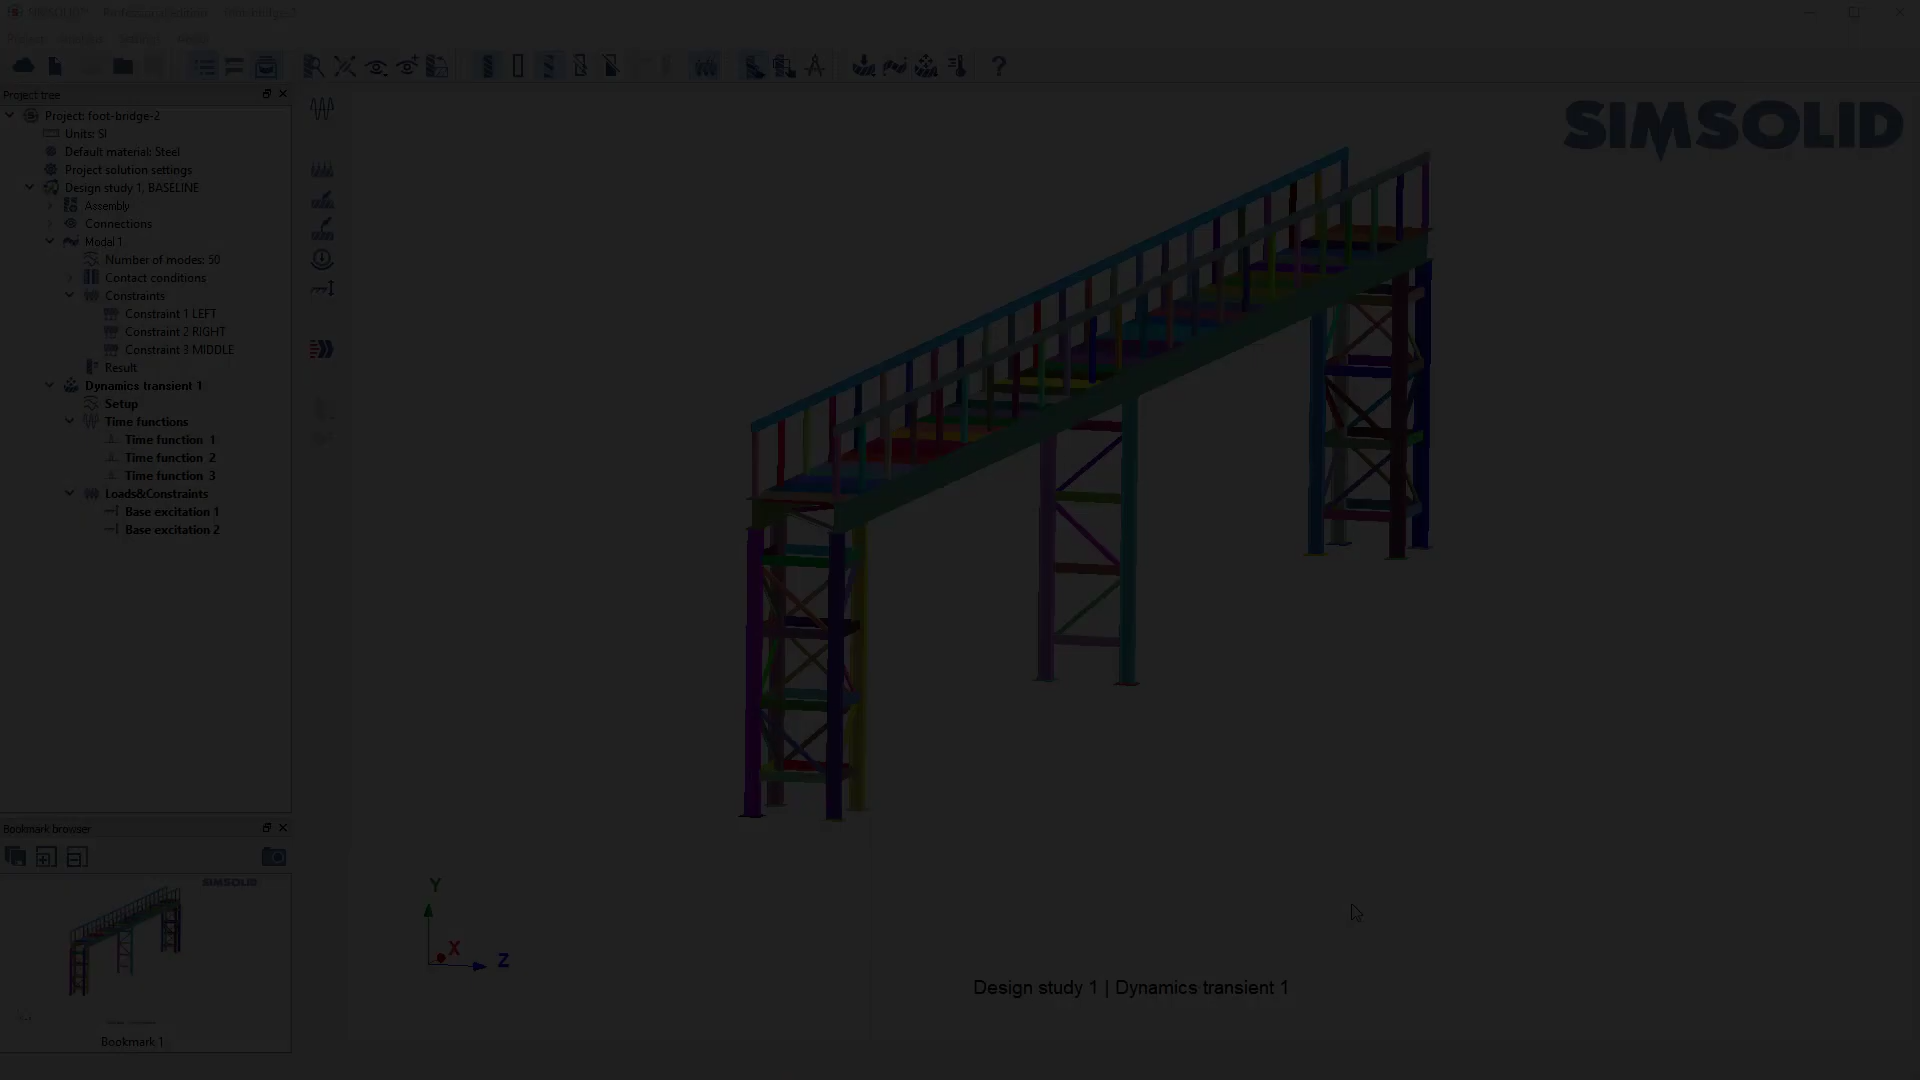 SIMSOLID
Project tree
Project: foot-bridge-2
Units: SI
Default material: Steel
Project solution settings
Design study 1, BASELINE
Assembly
Connections
Modal 1
Number of modes: 50
Contact conditions
Constraints
Constraint 1 LEFT
Constraint 2 RIGHT
Constraint 3 MIDDLE
Result
Dynamics transient 1
Setup
Time functions
Time function 1
Time function 2
Time function 3
Loads&Constraints
Base excitation 1
Base excitation 2
Bookmark browser
SIMSOLID
Bookmark 1
Y
X
Z
Design study 1 | Dynamics transient 1